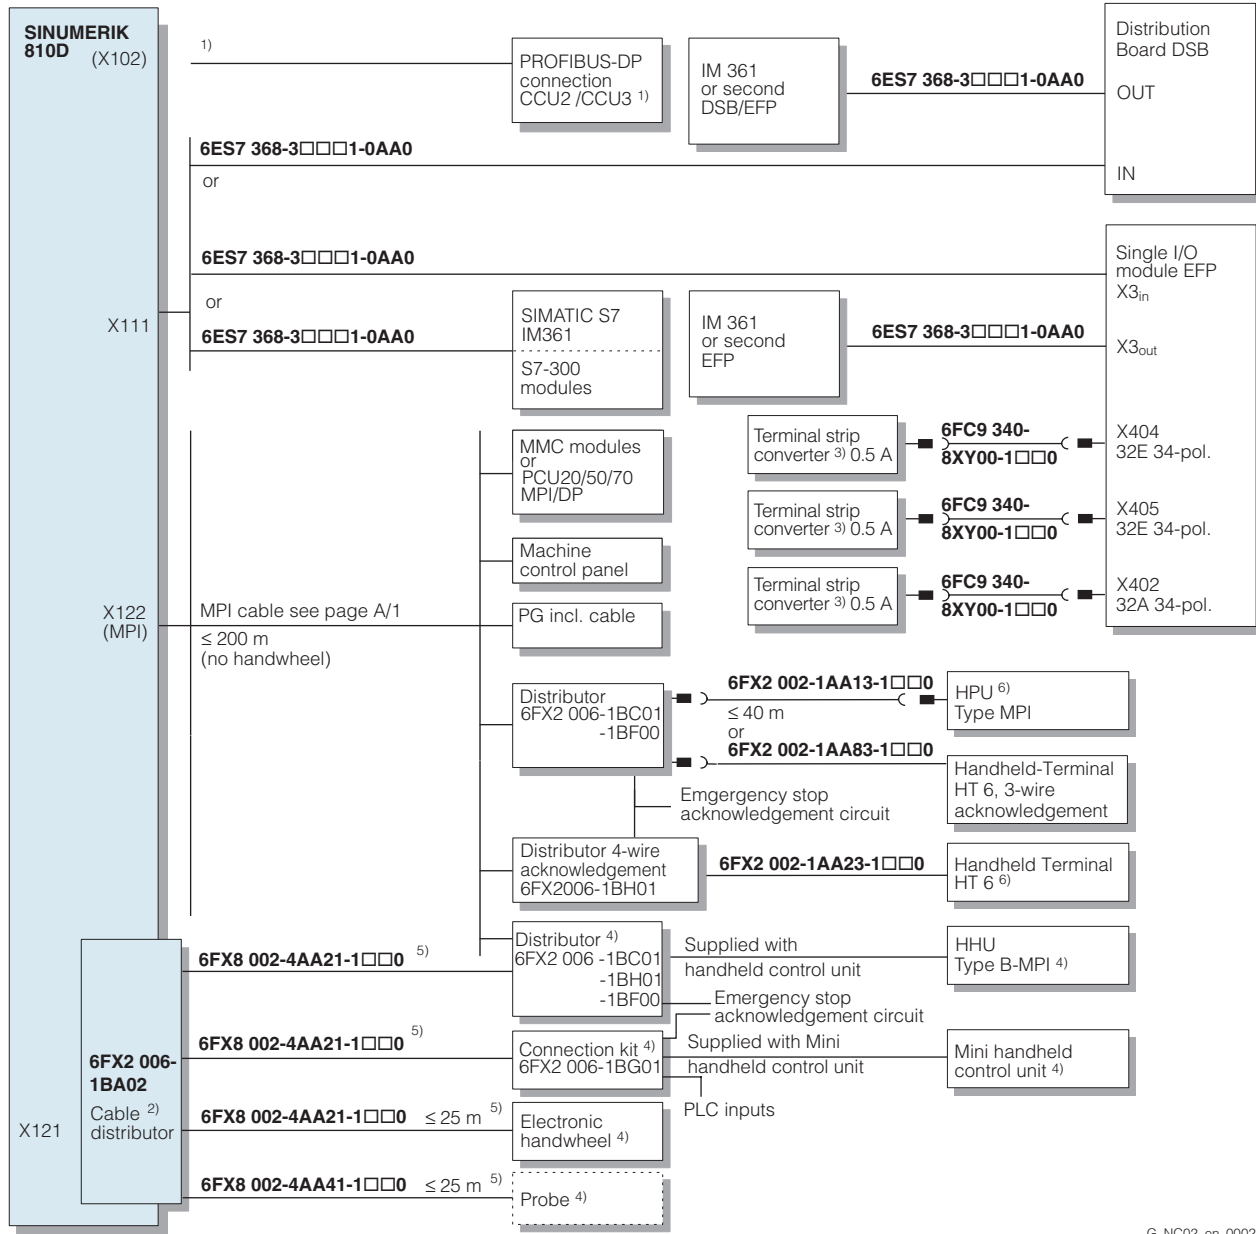 SINUMERIK
810D
(X102)
1)
PROFIBUS-DP
connection
CCU2 /CCU3 1)
IM 361
or second
DSB/EFP
6ES7 368-3□□□1-0AA0
Distribution
Board DSB
OUT
IN
6ES7 368-3□□□1-0AA0
or
6ES7 368-3□□□1-0AA0
or
6ES7 368-3□□□1-0AA0
X111
SIMATIC S7
IM361
S7-300
modules
IM 361
or second
EFP
6ES7 368-3□□□1-0AA0
Single I/O
module EFP
X3in
X3out
Terminal strip
converter 3) 0.5 A
6FC9 340-
8XY00-1□□0
X404
32E 34-pol.
Terminal strip
converter 3) 0.5 A
6FC9 340-
8XY00-1□□0
X405
32E 34-pol.
Terminal strip
converter 3) 0.5 A
6FC9 340-
8XY00-1□□0
X402
32A 34-pol.
MMC modules
or
PCU20/50/70
MPI/DP
Machine
control panel
X122
(MPI)
MPI cable see page A/1
≤ 200 m
(no handwheel)
PG incl. cable
Distributor
6FX2 006-1BC01
-1BF00
6FX2 002-1AA13-1□□0
≤ 40 m
or
6FX2 002-1AA83-1□□0
HPU 6)
Type MPI
Handheld-Terminal
HT 6, 3-wire
acknowledgement
Emgergency stop
acknowledgement circuit
Distributor 4-wire
acknowledgement
6FX2006-1BH01
6FX2 002-1AA23-1□□0
Handheld Terminal
HT 6 6)
6FX8 002-4AA21-1□□0 5)
Distributor 4)
6FX2 006 -1BC01
-1BH01
-1BF00
Supplied with
handheld control unit
HHU
Type B-MPI 4)
Emergency stop
acknowledgement circuit
6FX8 002-4AA21-1□□0 5)
Connection kit 4)
6FX2 006-1BG01
Supplied with Mini
handheld control unit
Mini handheld
control unit 4)
PLC inputs
6FX2 006-
1BA02
Cable 2)
distributor
X121
6FX8 002-4AA21-1□□0 ≤ 25 m 5)
Electronic
handwheel 4)
6FX8 002-4AA41-1□□0 ≤ 25 m 5)
Probe 4)